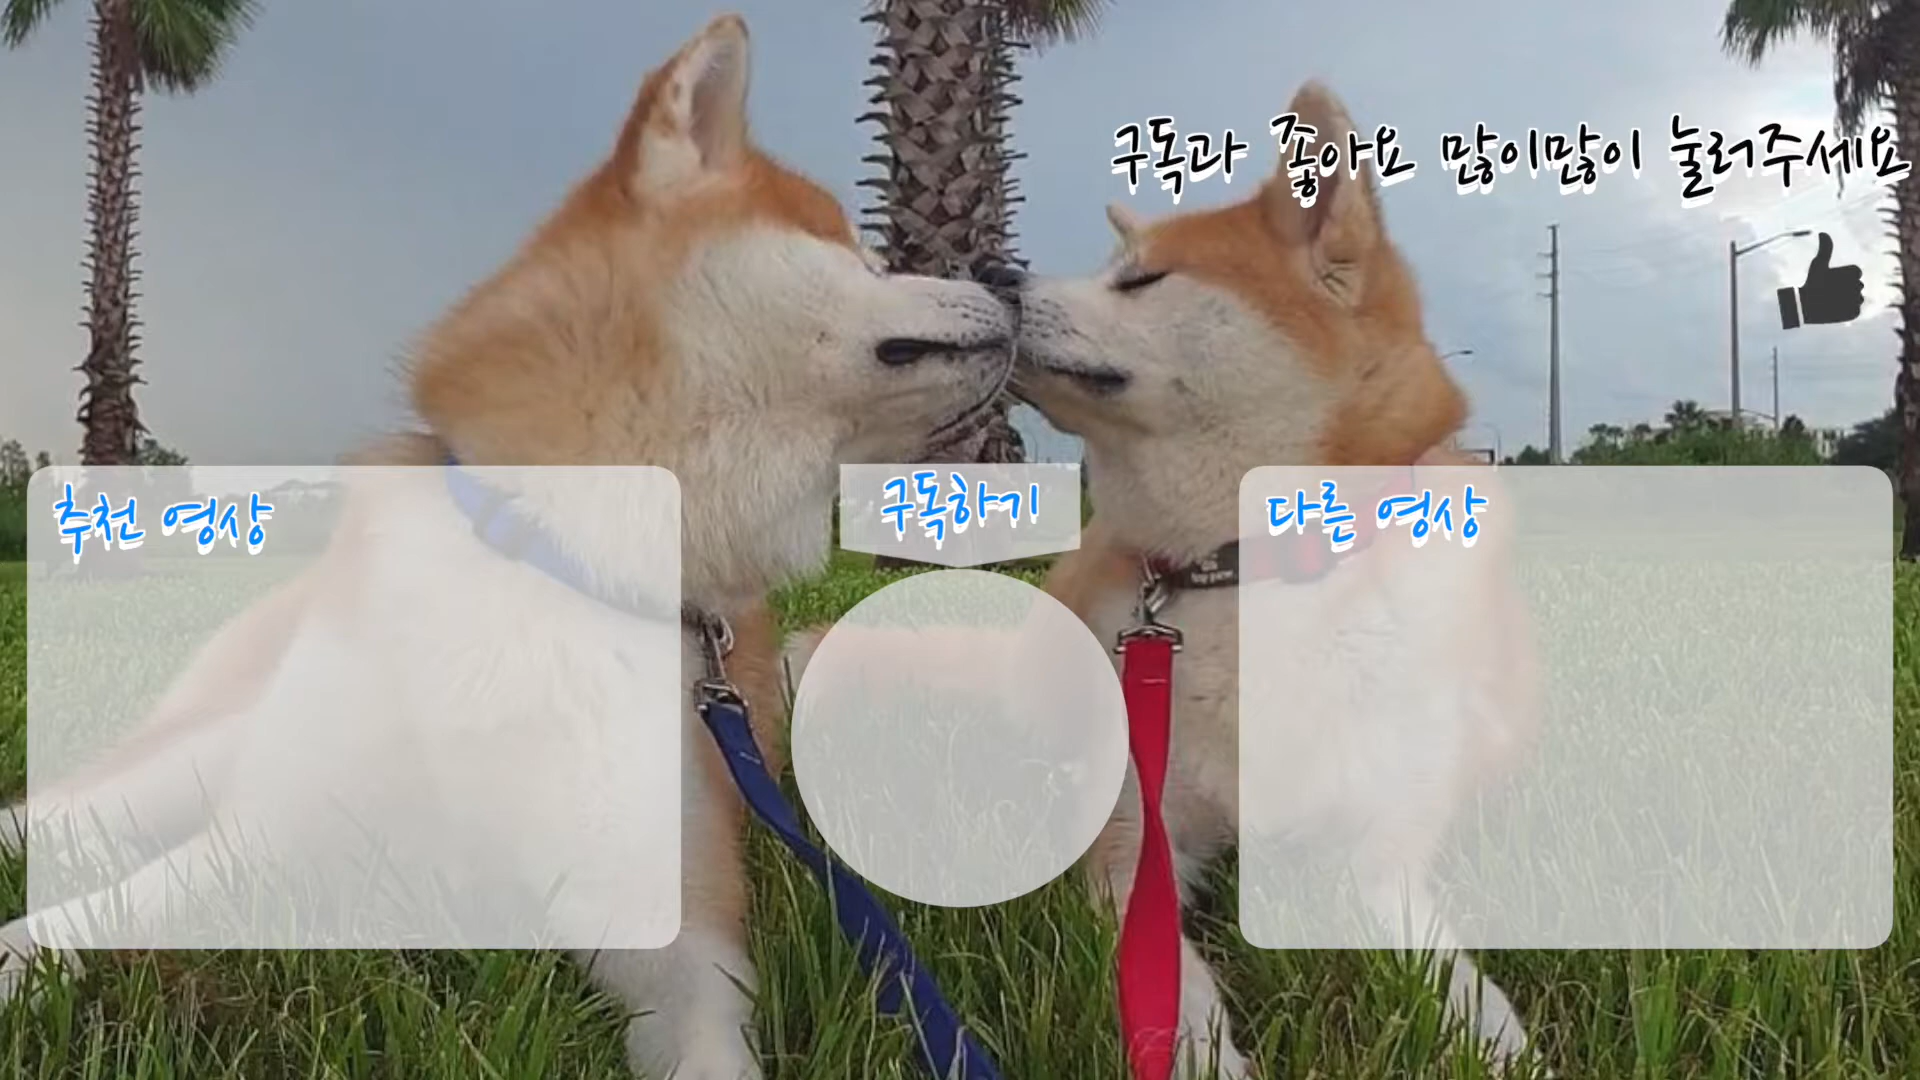 구독과 좋아요 많이많이 눌러주세요
추천 영상
구독하기
다른 영상